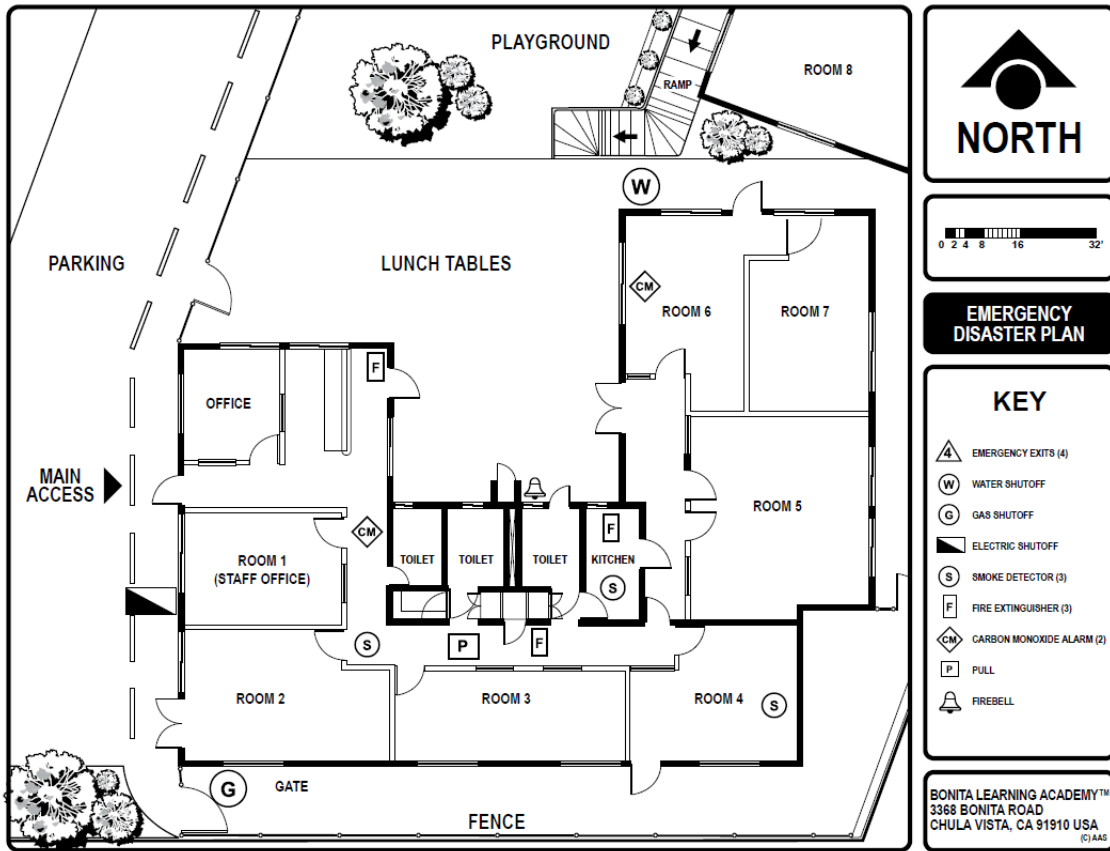 PLAYGROUND
RAMP
ROOM 8
W
PARKING
LUNCH TABLES
CM
ROOM 6
ROOM 7
F
OFFICE
MAIN
ACCESS
ROOM 5
CM
ROOM 1
(STAFF OFFICE)
TOILET
TOILET
TOILET
F
KITCHEN
S
S
P
F
ROOM 2
ROOM 3
ROOM 4
S
G
GATE
FENCE
NORTH
0 2 4 8 16 32'
EMERGENCY
DISASTER PLAN
KEY
4 EMERGENCY EXITS (4)
W WATER SHUTOFF
G GAS SHUTOFF
ELECTRIC SHUTOFF
S SMOKE DETECTOR (3)
F FIRE EXTINGUISHER (3)
CM CARBON MONOXIDE ALARM (2)
P PULL
FIREBELL
BONITA LEARNING ACADEMY™
3368 BONITA ROAD
CHULA VISTA, CA 91910 USA
(C) AAS